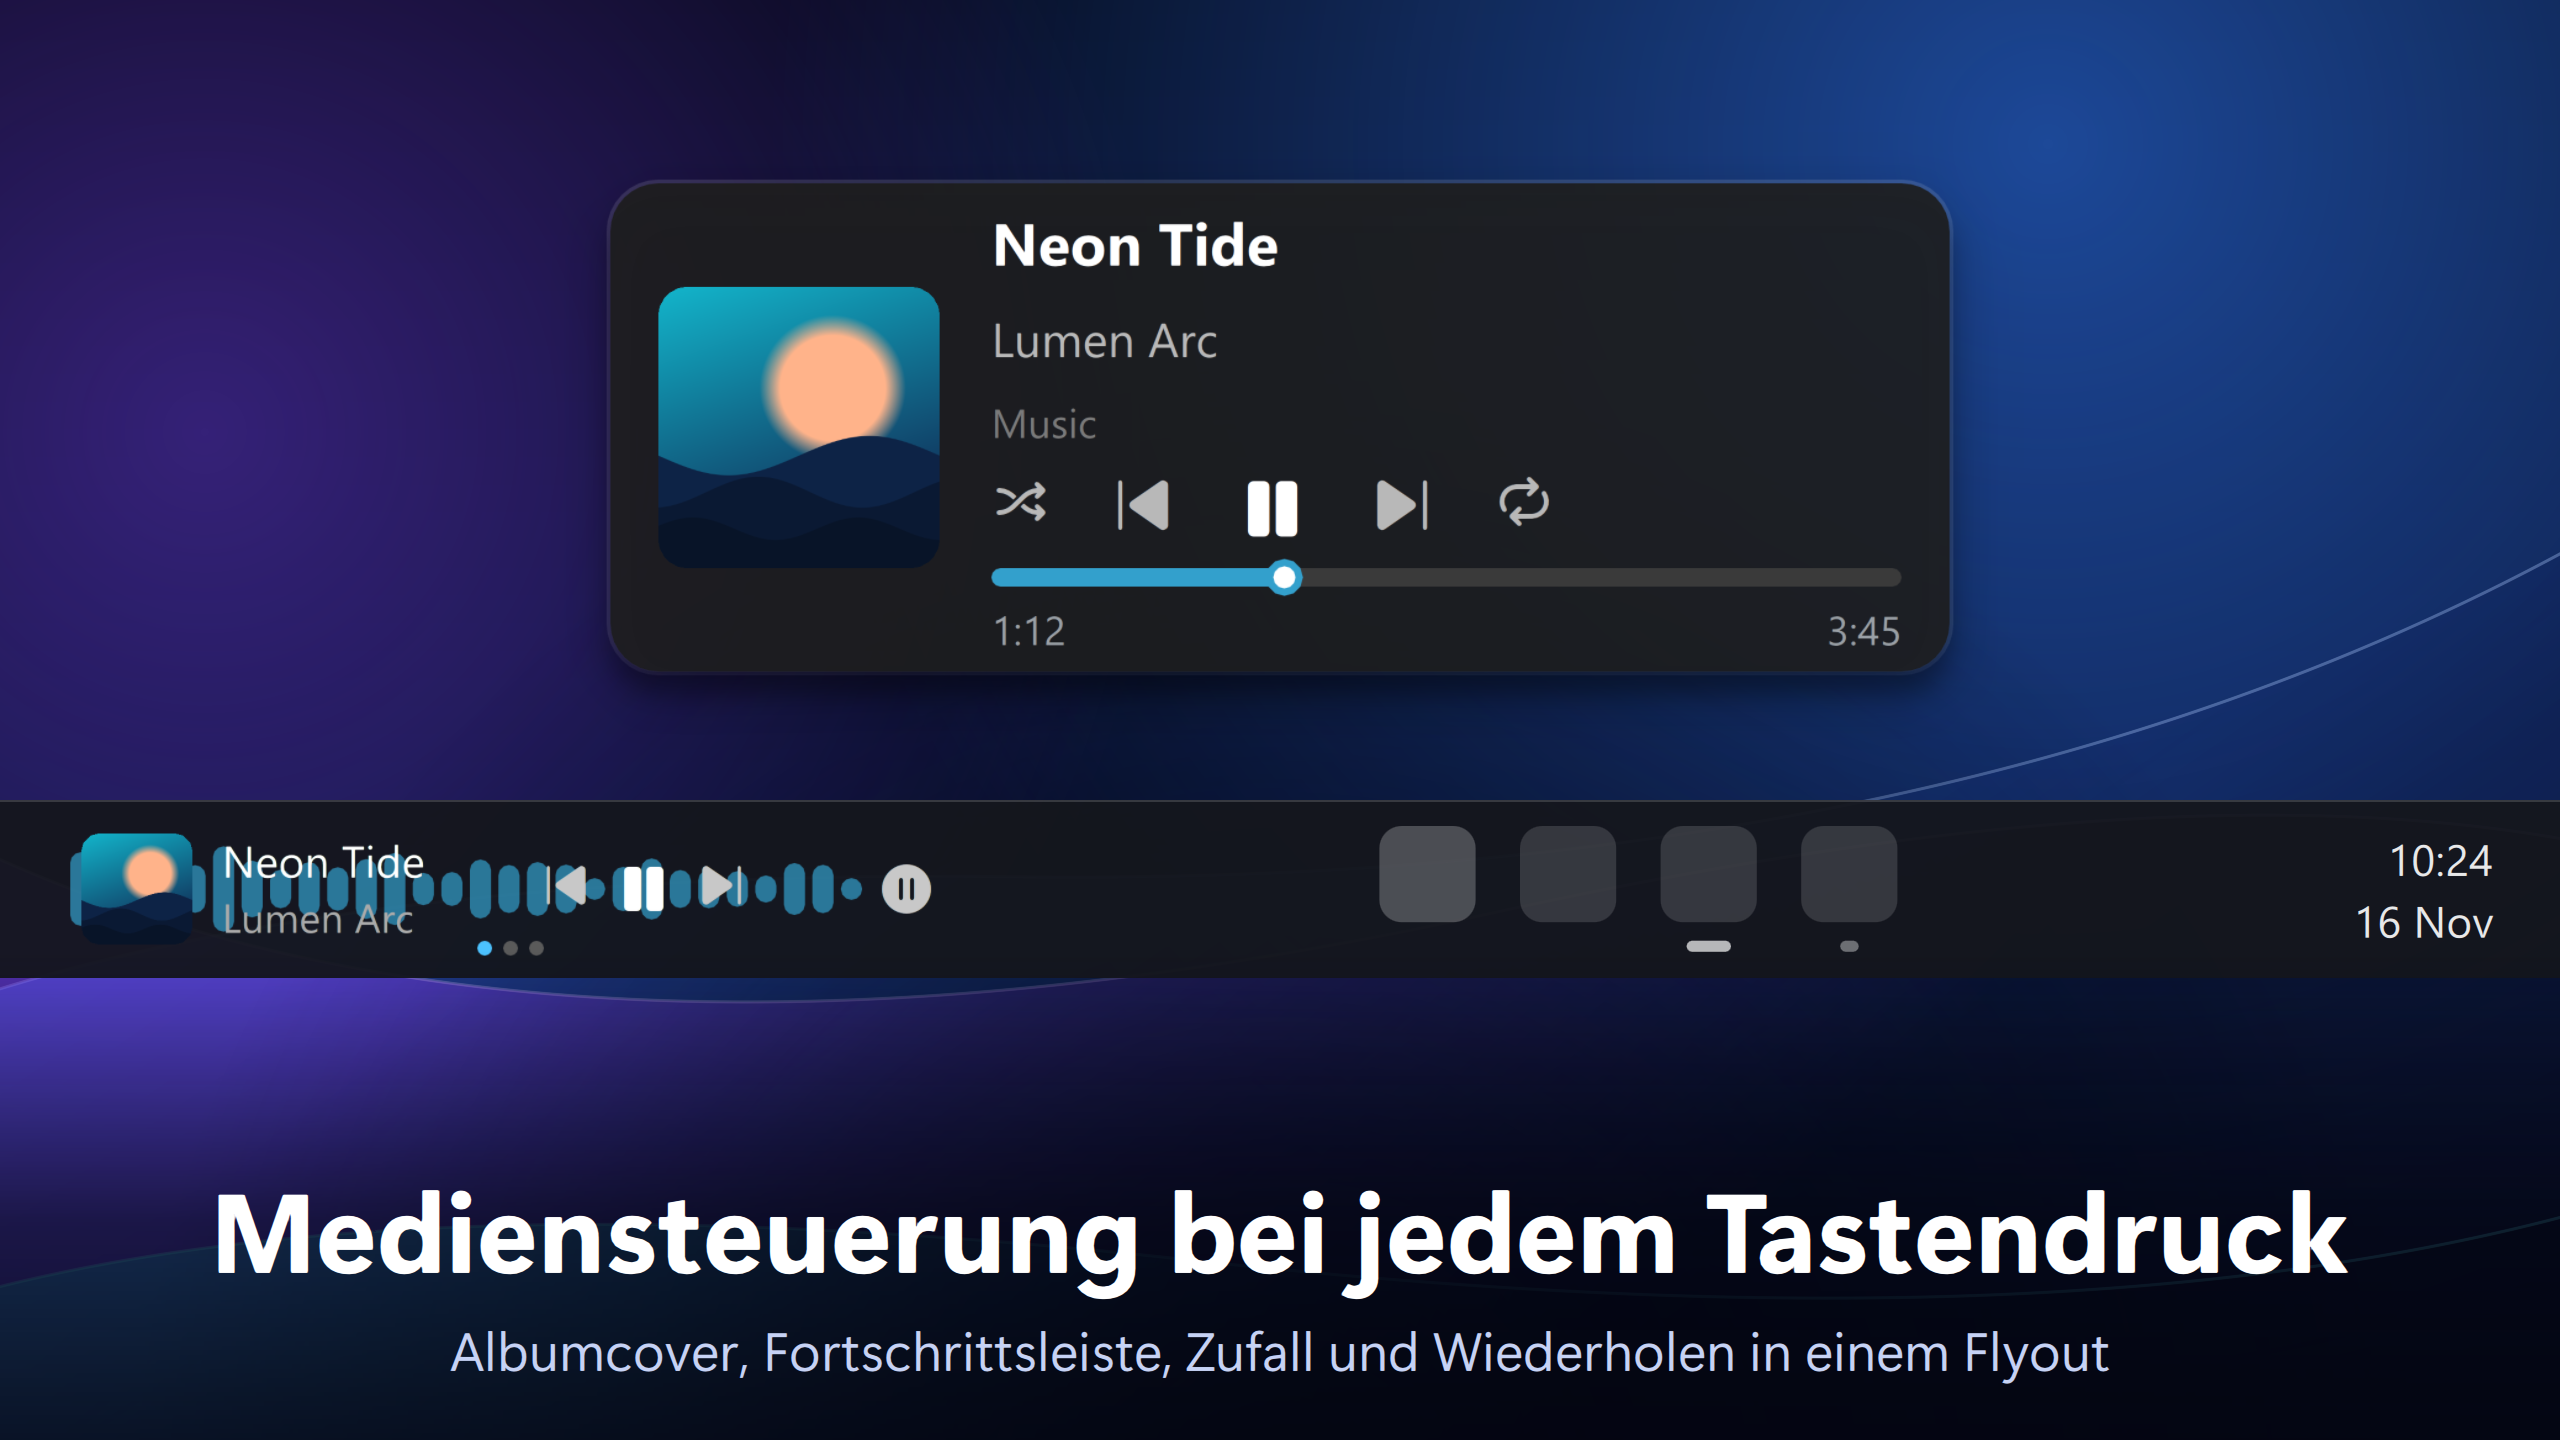 Neon Tide
Lumen Arc
Music
1:12
3:45
Neon Tide
Lumen Arc
10:24
16 Nov
Mediensteuerung bei jedem Tastendruck
Albumcover, Fortschrittsleiste, Zufall und Wiederholen in einem Flyout